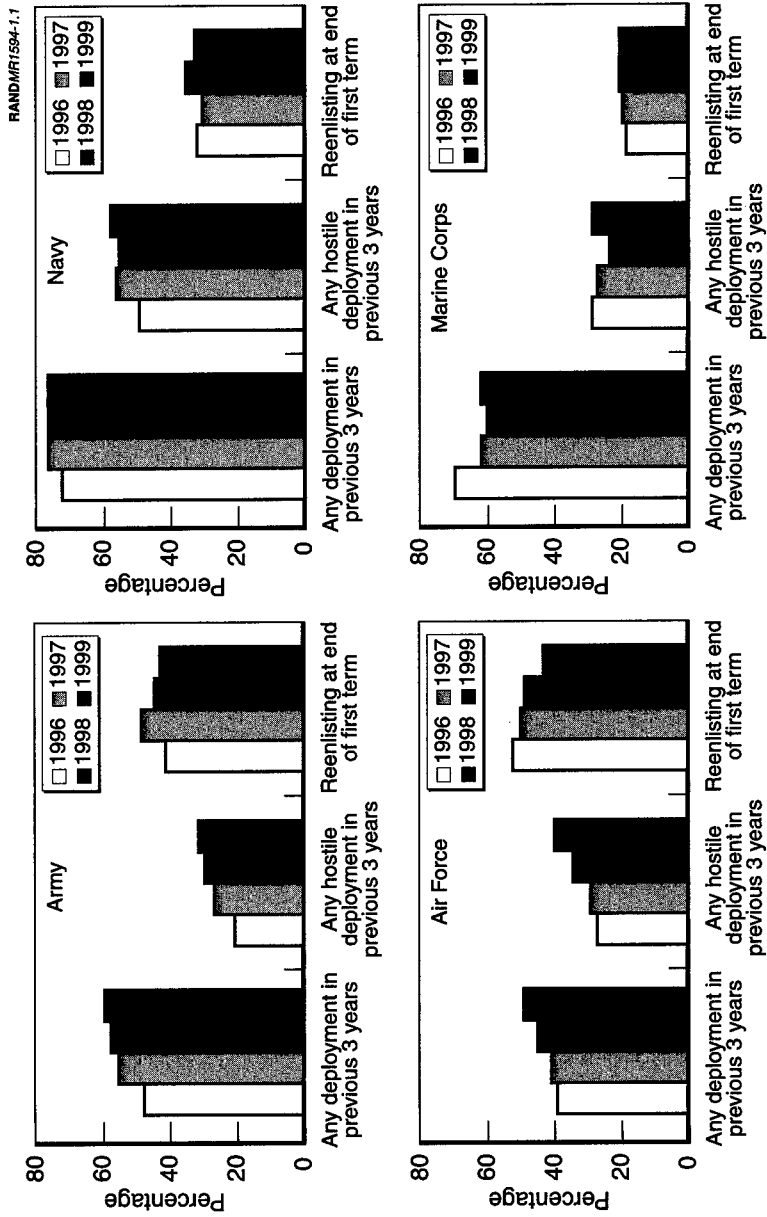 RANDMR1594-1.1
Army
1996 1997
1998 1999
Percentage
80
60
40
20
0
Any deployment in
previous 3 years
Any hostile
deployment in
previous 3 years
Reenlisting at end
of first term
Navy
1996 1997
1998 1999
Percentage
80
60
40
20
0
Any deployment in
previous 3 years
Any hostile
deployment in
previous 3 years
Reenlisting at end
of first term
Air Force
1996 1997
1998 1999
Percentage
80
60
40
20
0
Any deployment in
previous 3 years
Any hostile
deployment in
previous 3 years
Reenlisting at end
of first term
Marine Corps
1996 1997
1998 1999
Percentage
80
60
40
20
0
Any deployment in
previous 3 years
Any hostile
deployment in
previous 3 years
Reenlisting at end
of first term